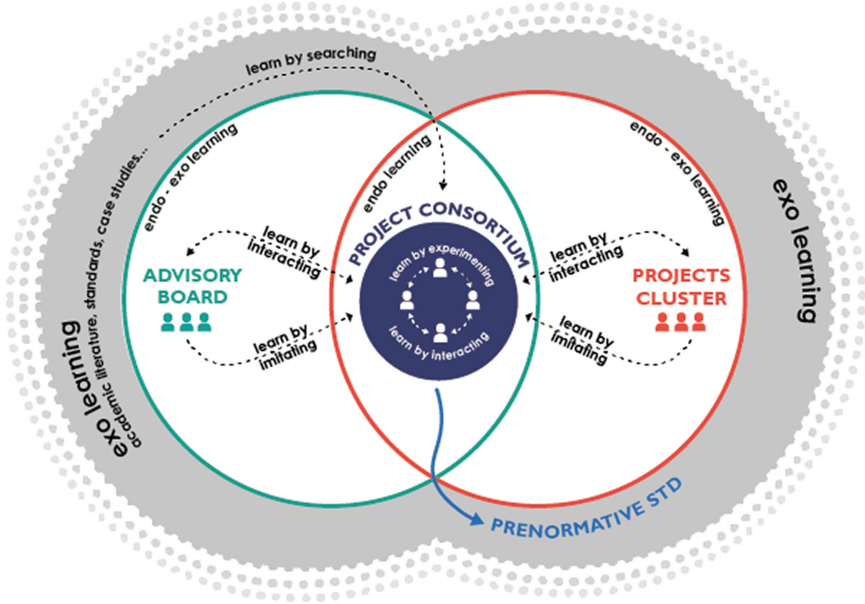 learn by searching
endo - exo learning
endo learning
endo - exo learning
exo learning
academic literature, standards, case studies...
exo learning
PROJECT CONSORTIUM
learn by experimenting
learn by interacting
learn by
interacting
ADVISORY
BOARD
learn by
imitating
learn by
interacting
PROJECTS
CLUSTER
learn by
imitating
PRENORMATIVE STD